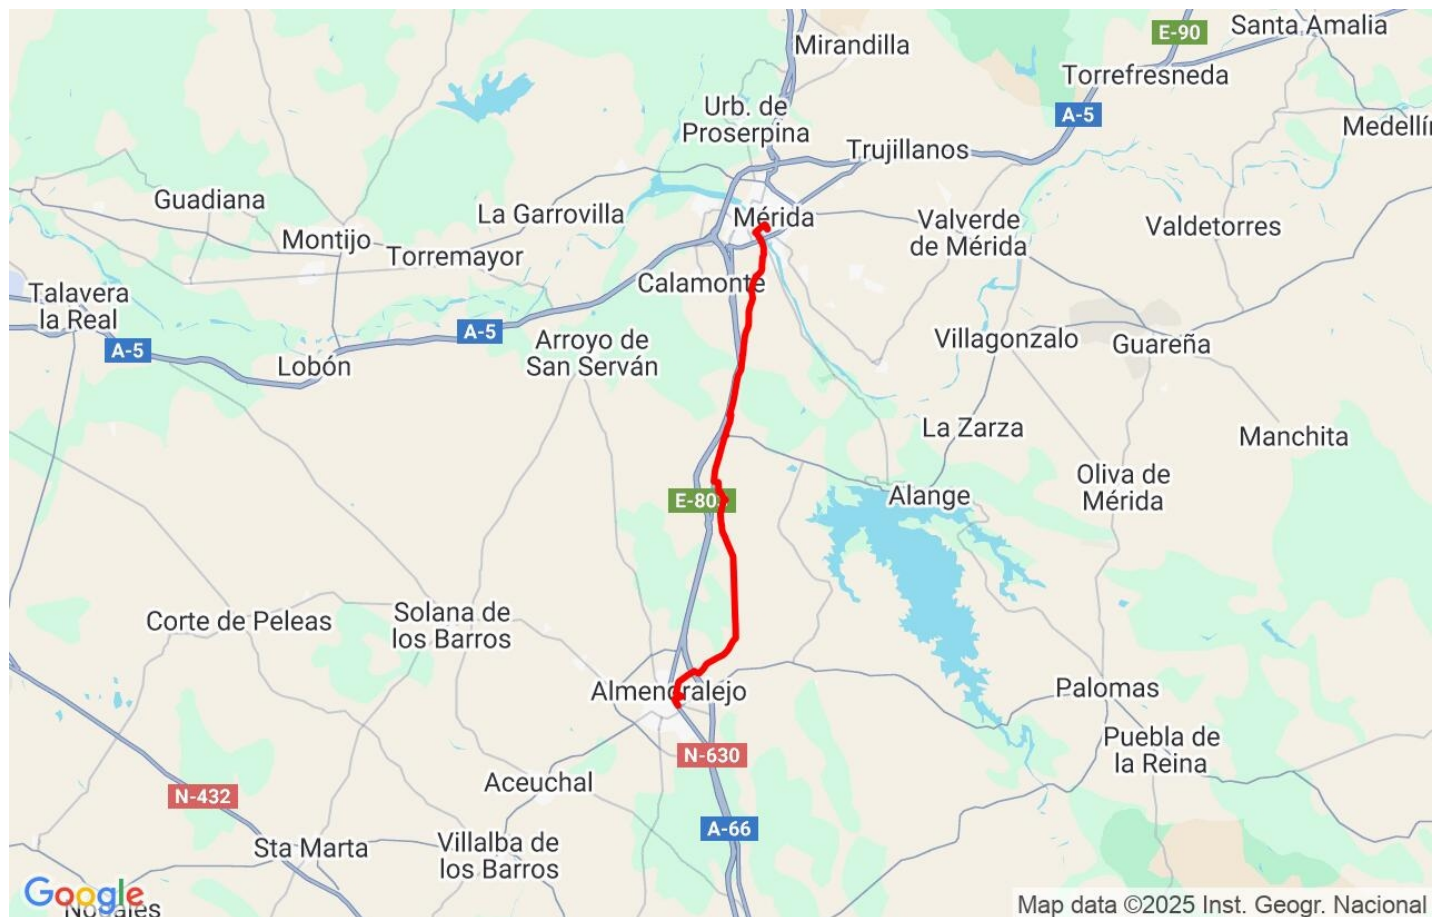 Santa Amalia
E-90
Mirandilla
Torrefresneda
Urb. de
Proserpina
A-5
Medellín
Trujillanos
Guadiana
La Garrovilla
Mérida
Valverde
de Mérida
Valdetorres
Montijo
Torremayor
Calamonte
Talavera
la Real
A-5
A-5
Arroyo de
San Serván
Villagonzalo
Guareña
Lobón
La Zarza
Manchita
Oliva de
Mérida
Alange
E-80
Corte de Peleas
Solana de
los Barros
Almendralejo
Palomas
Puebla de
la Reina
N-630
Aceuchal
N-432
A-66
Sta Marta
Villalba de
los Barros
Google
Nogales
Map data ©2025 Inst. Geogr. Nacional